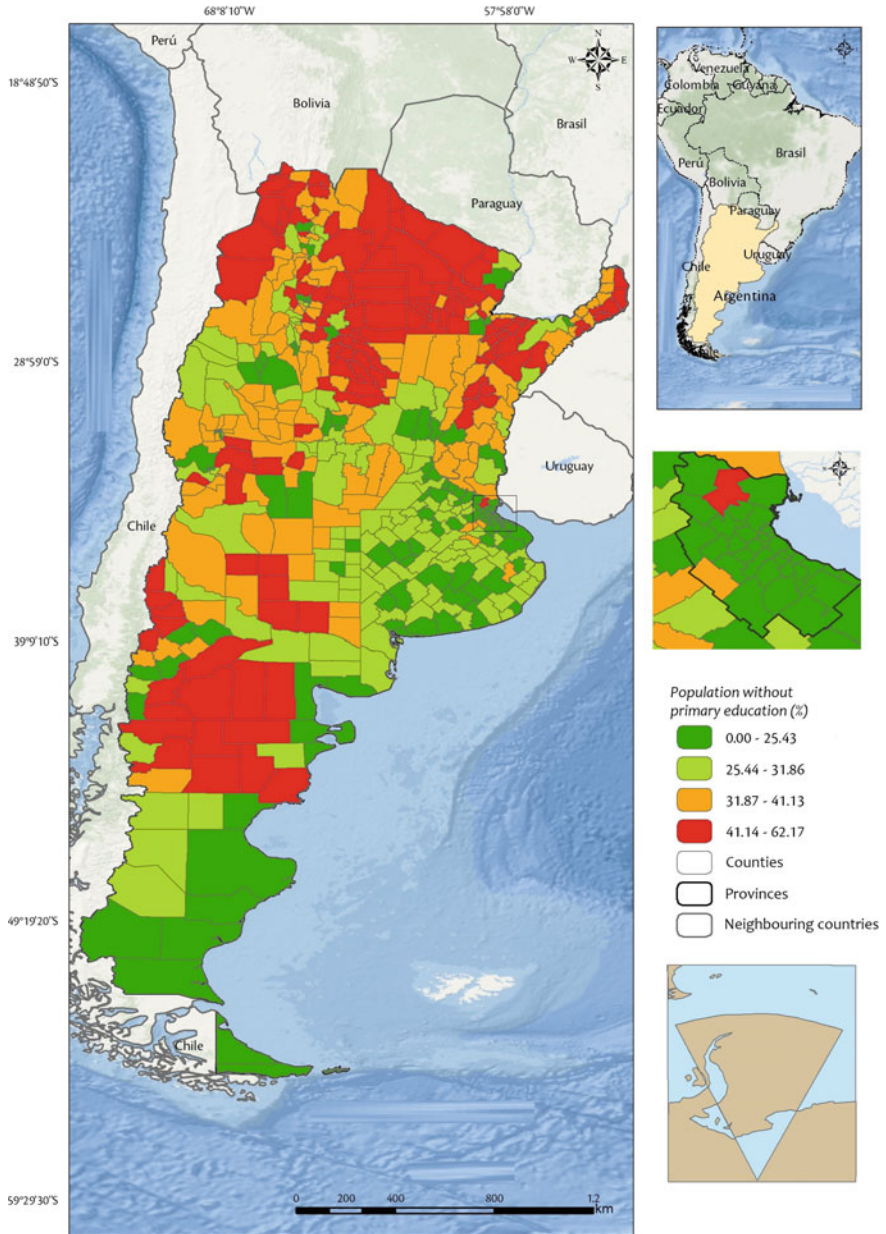 68°8'10"W
57°58'0"W
Perú
N
W
E
S
18°48'50"S
Bolivia
Brasil
Paraguay
28°59'0"S
Uruguay
Chile
39°9'10"S
49°19'20"S
Chile
59°29'30"S
0
200
400
800
1.2
km
Venezuela
Colombia
Guyana
Ecuador
Perú
Brasil
Bolivia
Paraguay
Chile
Uruguay
Argentina
Population without
primary education (%)
0.00 - 25.43
25.44 - 31.86
31.87 - 41.13
41.14 - 62.17
Counties
Provinces
Neighbouring countries